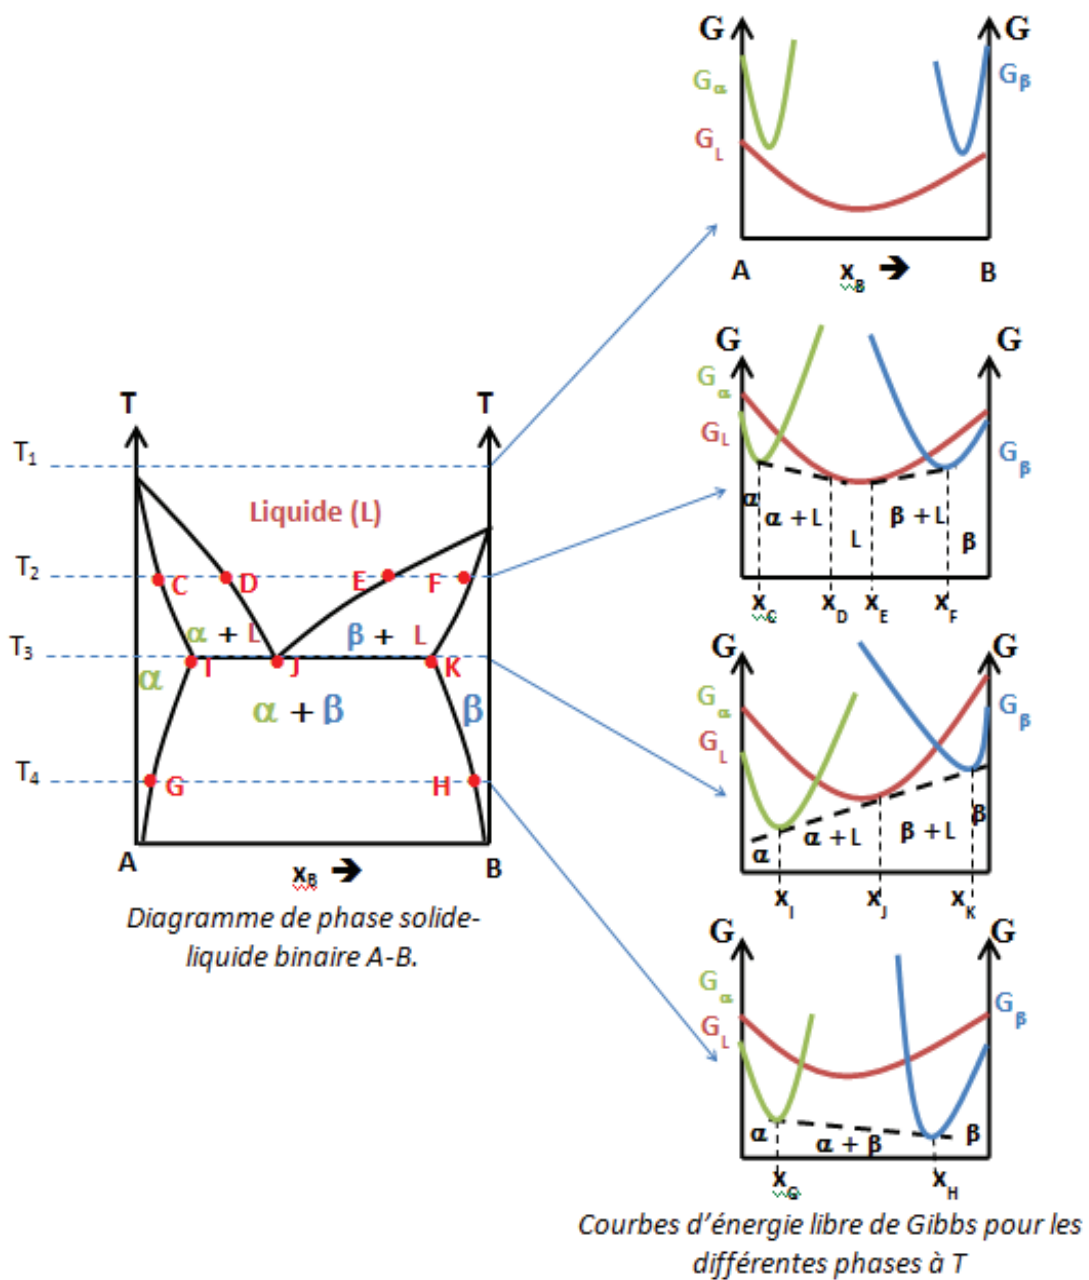 G G
Gα
Gβ
GL
A xB ➔ B
G G
Gα
GL
Gβ
α
α + L
L
β + L
β
xC xD xE xF
T T
T1
Liquide (L)
T2
C D E F
α + L
β + L
T3
I J K
α
α + β
β
T4
G H
A xB ➔ B
Diagramme de phase solide-
liquide binaire A-B.
G G
Gα
GL
Gβ
α
α + L
β + L
β
xI xJ xK
G G
Gα
GL
Gβ
α
α + β
β
xG xH
Courbes d’énergie libre de Gibbs pour les
différentes phases à T